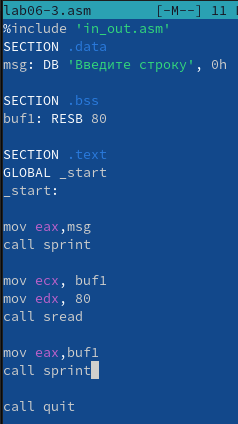 lab06-3.asm [-M--] 11 L
%include 'in_out.asm'
SECTION .data
msg: DB 'Введите строку', 0h
SECTION .bss
buf1: RESB 80
SECTION .text
GLOBAL _start
_start:
mov eax,msg
call sprint
mov ecx, buf1
mov edx, 80
call sread
mov eax,buf1
call sprint
call quit